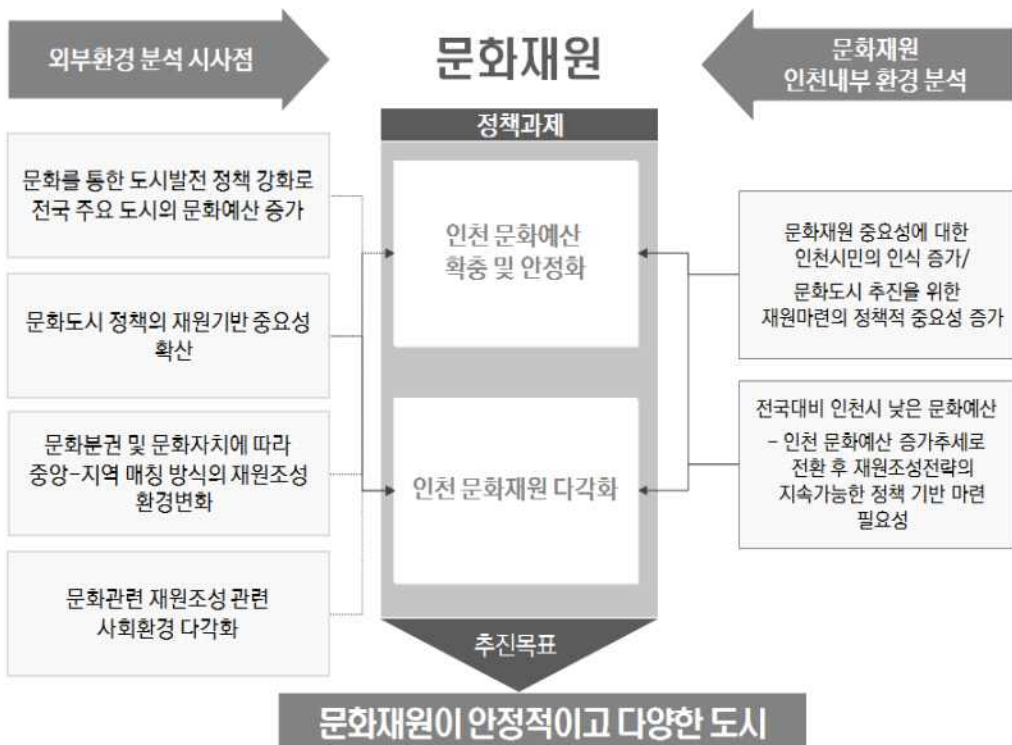 외부환경 분석 시사점
문화재원
문화재원
인천내부 환경 분석
정책과제
문화를 통한 도시발전 정책 강화로
전국 주요 도시의 문화예산 증가
문화도시 정책의 재원기반 중요성
확산
문화분권 및 문화자치에 따라
중앙-지역 매칭 방식의 재원조성
환경변화
문화관련 재원조성 관련
사회환경 다각화
인천 문화예산
확충 및 안정화
인천 문화재원 다각화
문화재원 중요성에 대한
인천시민의 인식 증가/
문화도시 추진을 위한
재원마련의 정책적 중요성 증가
전국대비 인천시 낮은 문화예산
- 인천 문화예산 증가추세로
전환 후 재원조성전략의
지속가능한 정책 기반 마련
필요성
추진목표
문화재원이 안정적이고 다양한 도시